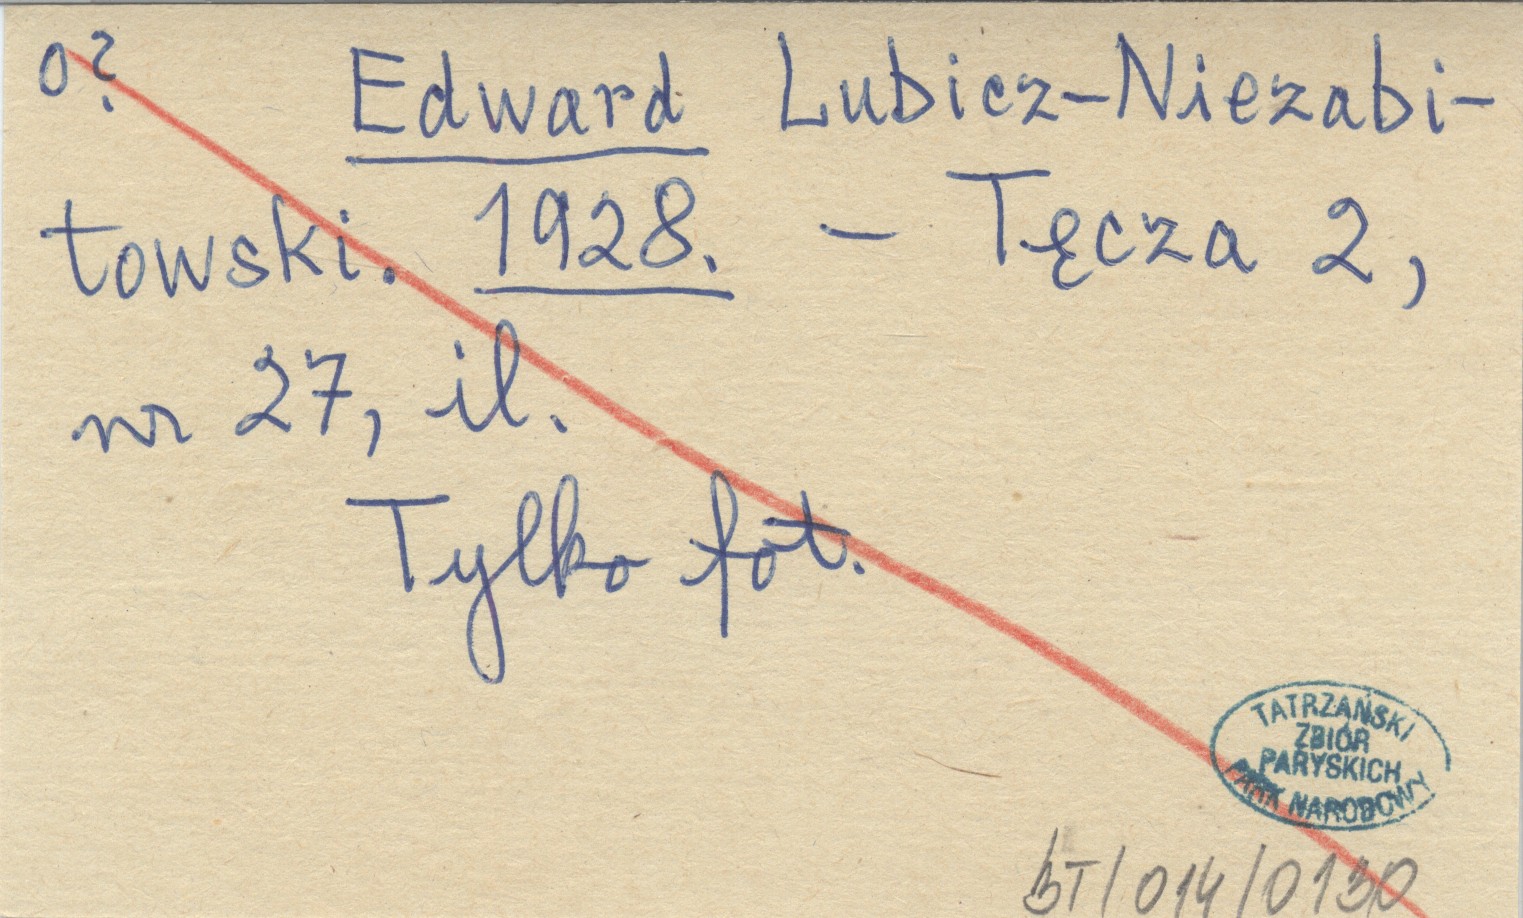 o?
Edward Lubicz-Niezabi-
towski. 1928. - Tęcza 2,
nr 27, il.
Tylko fot.
TATRZAŃSKI
ZBIÓR
PARYSKICH
PARK NARODOWY
BT/014/0130